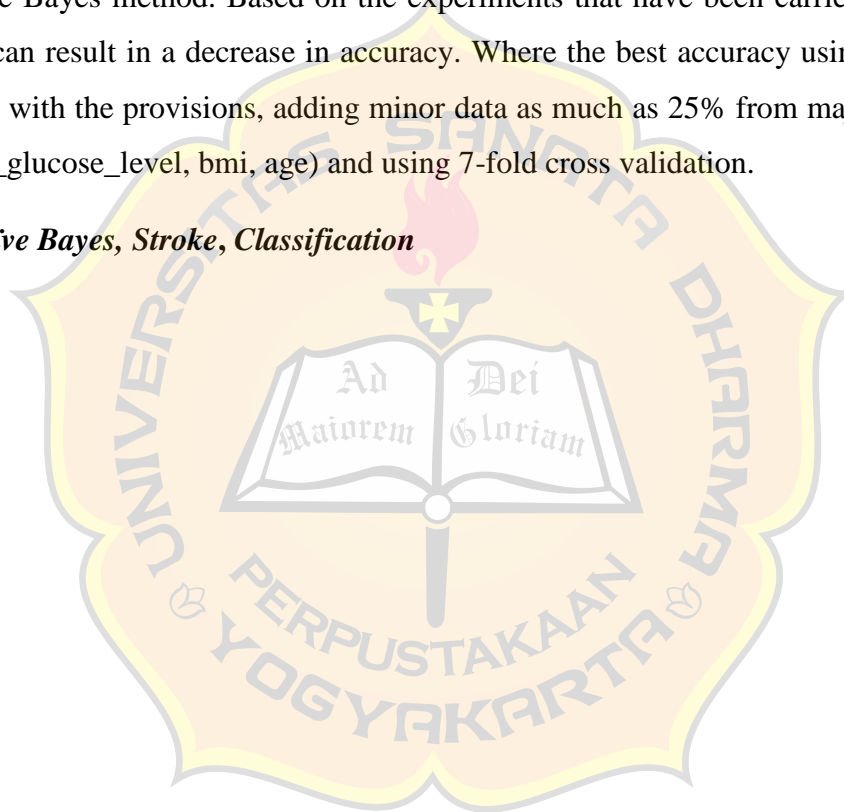 e Bayes method. Based on the experiments that have been carrie
can result in a decrease in accuracy. Where the best accuracy usin
with the provisions, adding minor data as much as 25% from maj
_glucose_level, bmi, age) and using 7-fold cross validation.
ve Bayes, Stroke, Classification
UNIVERSITAS SANATA DHARMA
Ad Dei
Maiorem Gloriam
PERPUSTAKAAN
YOGYAKARTA